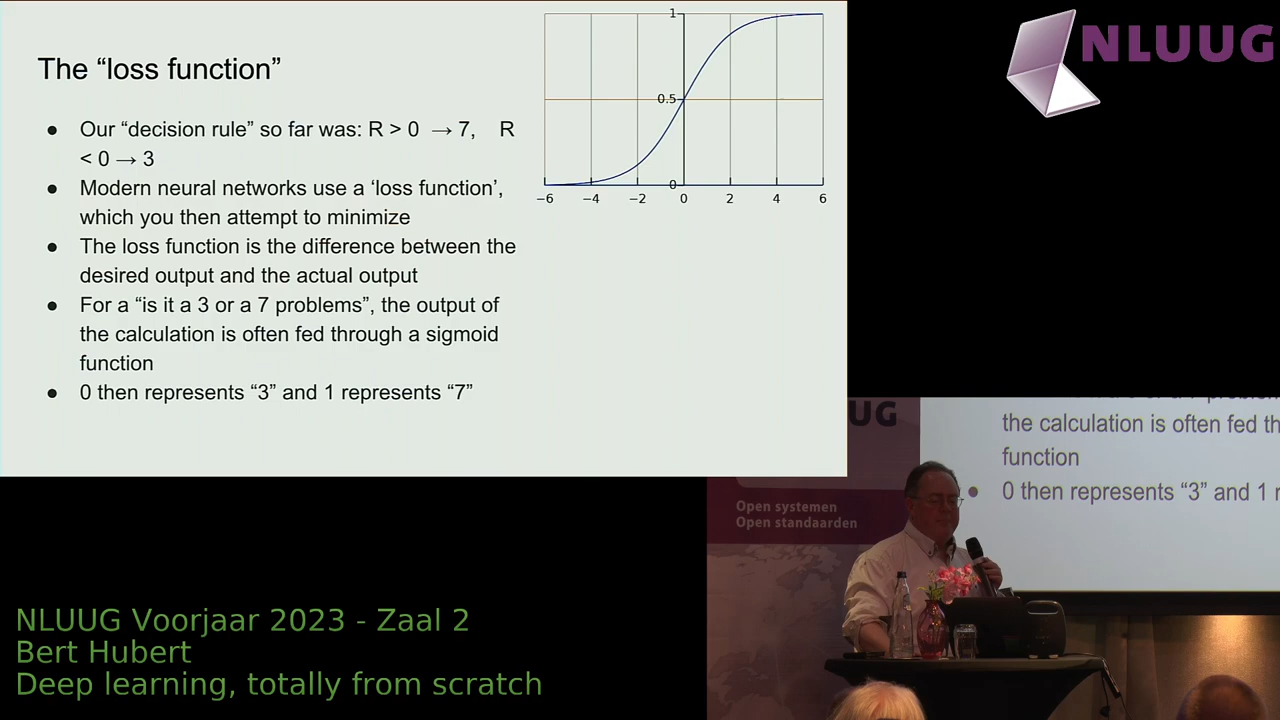 The “loss function”
● Our “decision rule” so far was: R > 0 → 7, R
< 0 → 3
● Modern neural networks use a ‘loss function’,
which you then attempt to minimize
● The loss function is the difference between the
desired output and the actual output
● For a “is it a 3 or a 7 problems”, the output of
the calculation is often fed through a sigmoid
function
● 0 then represents “3” and 1 represents “7”
1
0.5
0
−6 −4 −2 0 2 4 6
NLUUG
UG
the calculation is often fed th
function
● 0 then represents “3” and 1 r
Open systemen
Open standaarden
NLUUG Voorjaar 2023 - Zaal 2
Bert Hubert
Deep learning, totally from scratch